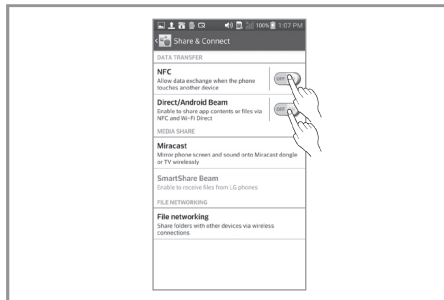 100% 1:07 PM
Share & Connect
DATA TRANSFER
NFC
Allow data exchange when the phone
touches another device
OFF
Direct/Android Beam
Enable to share app contents or files via
NFC and Wi-Fi Direct
OFF
MEDIA SHARE
Miracast
Mirror phone screen and sound onto Miracast dongle
or TV wirelessly
SmartShare Beam
Enable to receive files from LG phones
FILE NETWORKING
File networking
Share folders with other devices via wireless
connections